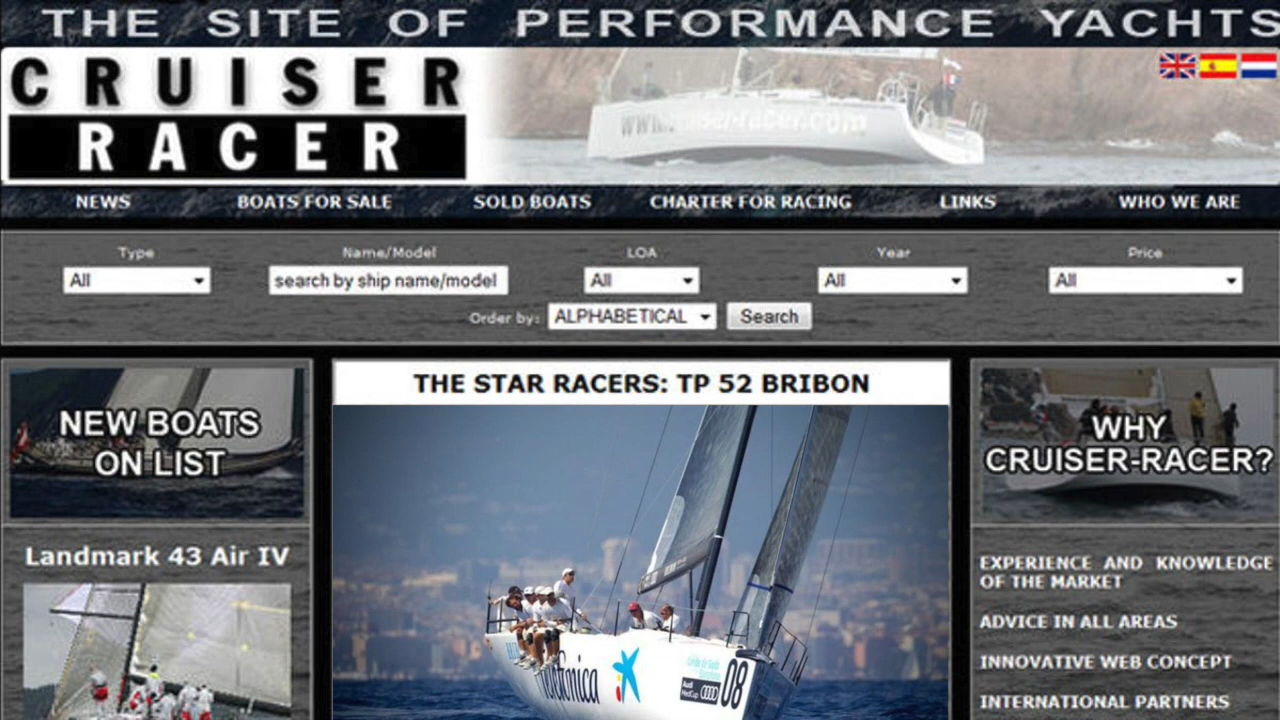 THE SITE OF PERFORMANCE YACHTS
CRUISER
RACER
NEWS BOATS FOR SALE SOLD BOATS CHARTER FOR RACING LINKS WHO WE ARE
Type Name/Model LOA Year Price
All search by ship name/model All All All
Order by: ALPHABETICAL Search
NEW BOATS
ON LIST
THE STAR RACERS: TP 52 BRIBON
WHY
CRUISER-RACER?
Landmark 43 Air IV
EXPERIENCE AND KNOWLEDGE
OF THE MARKET
ADVICE IN ALL AREAS
INNOVATIVE WEB CONCEPT
INTERNATIONAL PARTNERS
Audi
MedCup
08